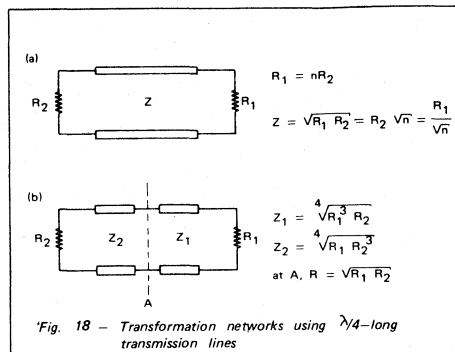 (a)
R₂
Z
R₁
R₁ = nR₂
Z = √R₁ R₂ = R₂ √n = R₁/√n
(b)
R₂
Z₂
Z₁
R₁
A
Z₁ = ⁴√R₁³ R₂
Z₂ = ⁴√R₁ R₂³
at A, R = √R₁ R₂
'Fig. 18 – Transformation networks using λ/4-long
transmission lines